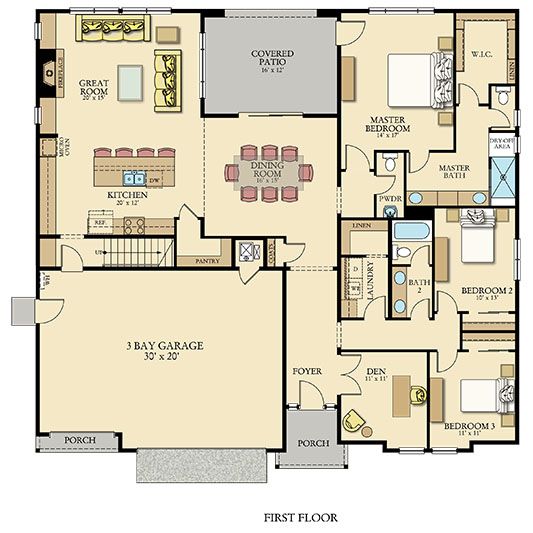 COVERED
PATIO
16' x 12'
W.I.C.
LINEN
FIREPLACE
GREAT
ROOM
20' x 15'
MASTER
BEDROOM
14' x 17'
DRY-OFF
AREA
MICRO
OVEN
DINING
ROOM
16' x 15'
MASTER
BATH
DW
KITCHEN
20' x 12'
PWDR
REF.
LINEN
UP
PANTRY
COATS
D
W
LAUNDRY
BATH
2
BEDROOM 2
10' x 13'
WH
3 BAY GARAGE
30' x 20'
FOYER
DEN
11' x 11'
BEDROOM 3
11' x 11'
PORCH
PORCH
FIRST FLOOR